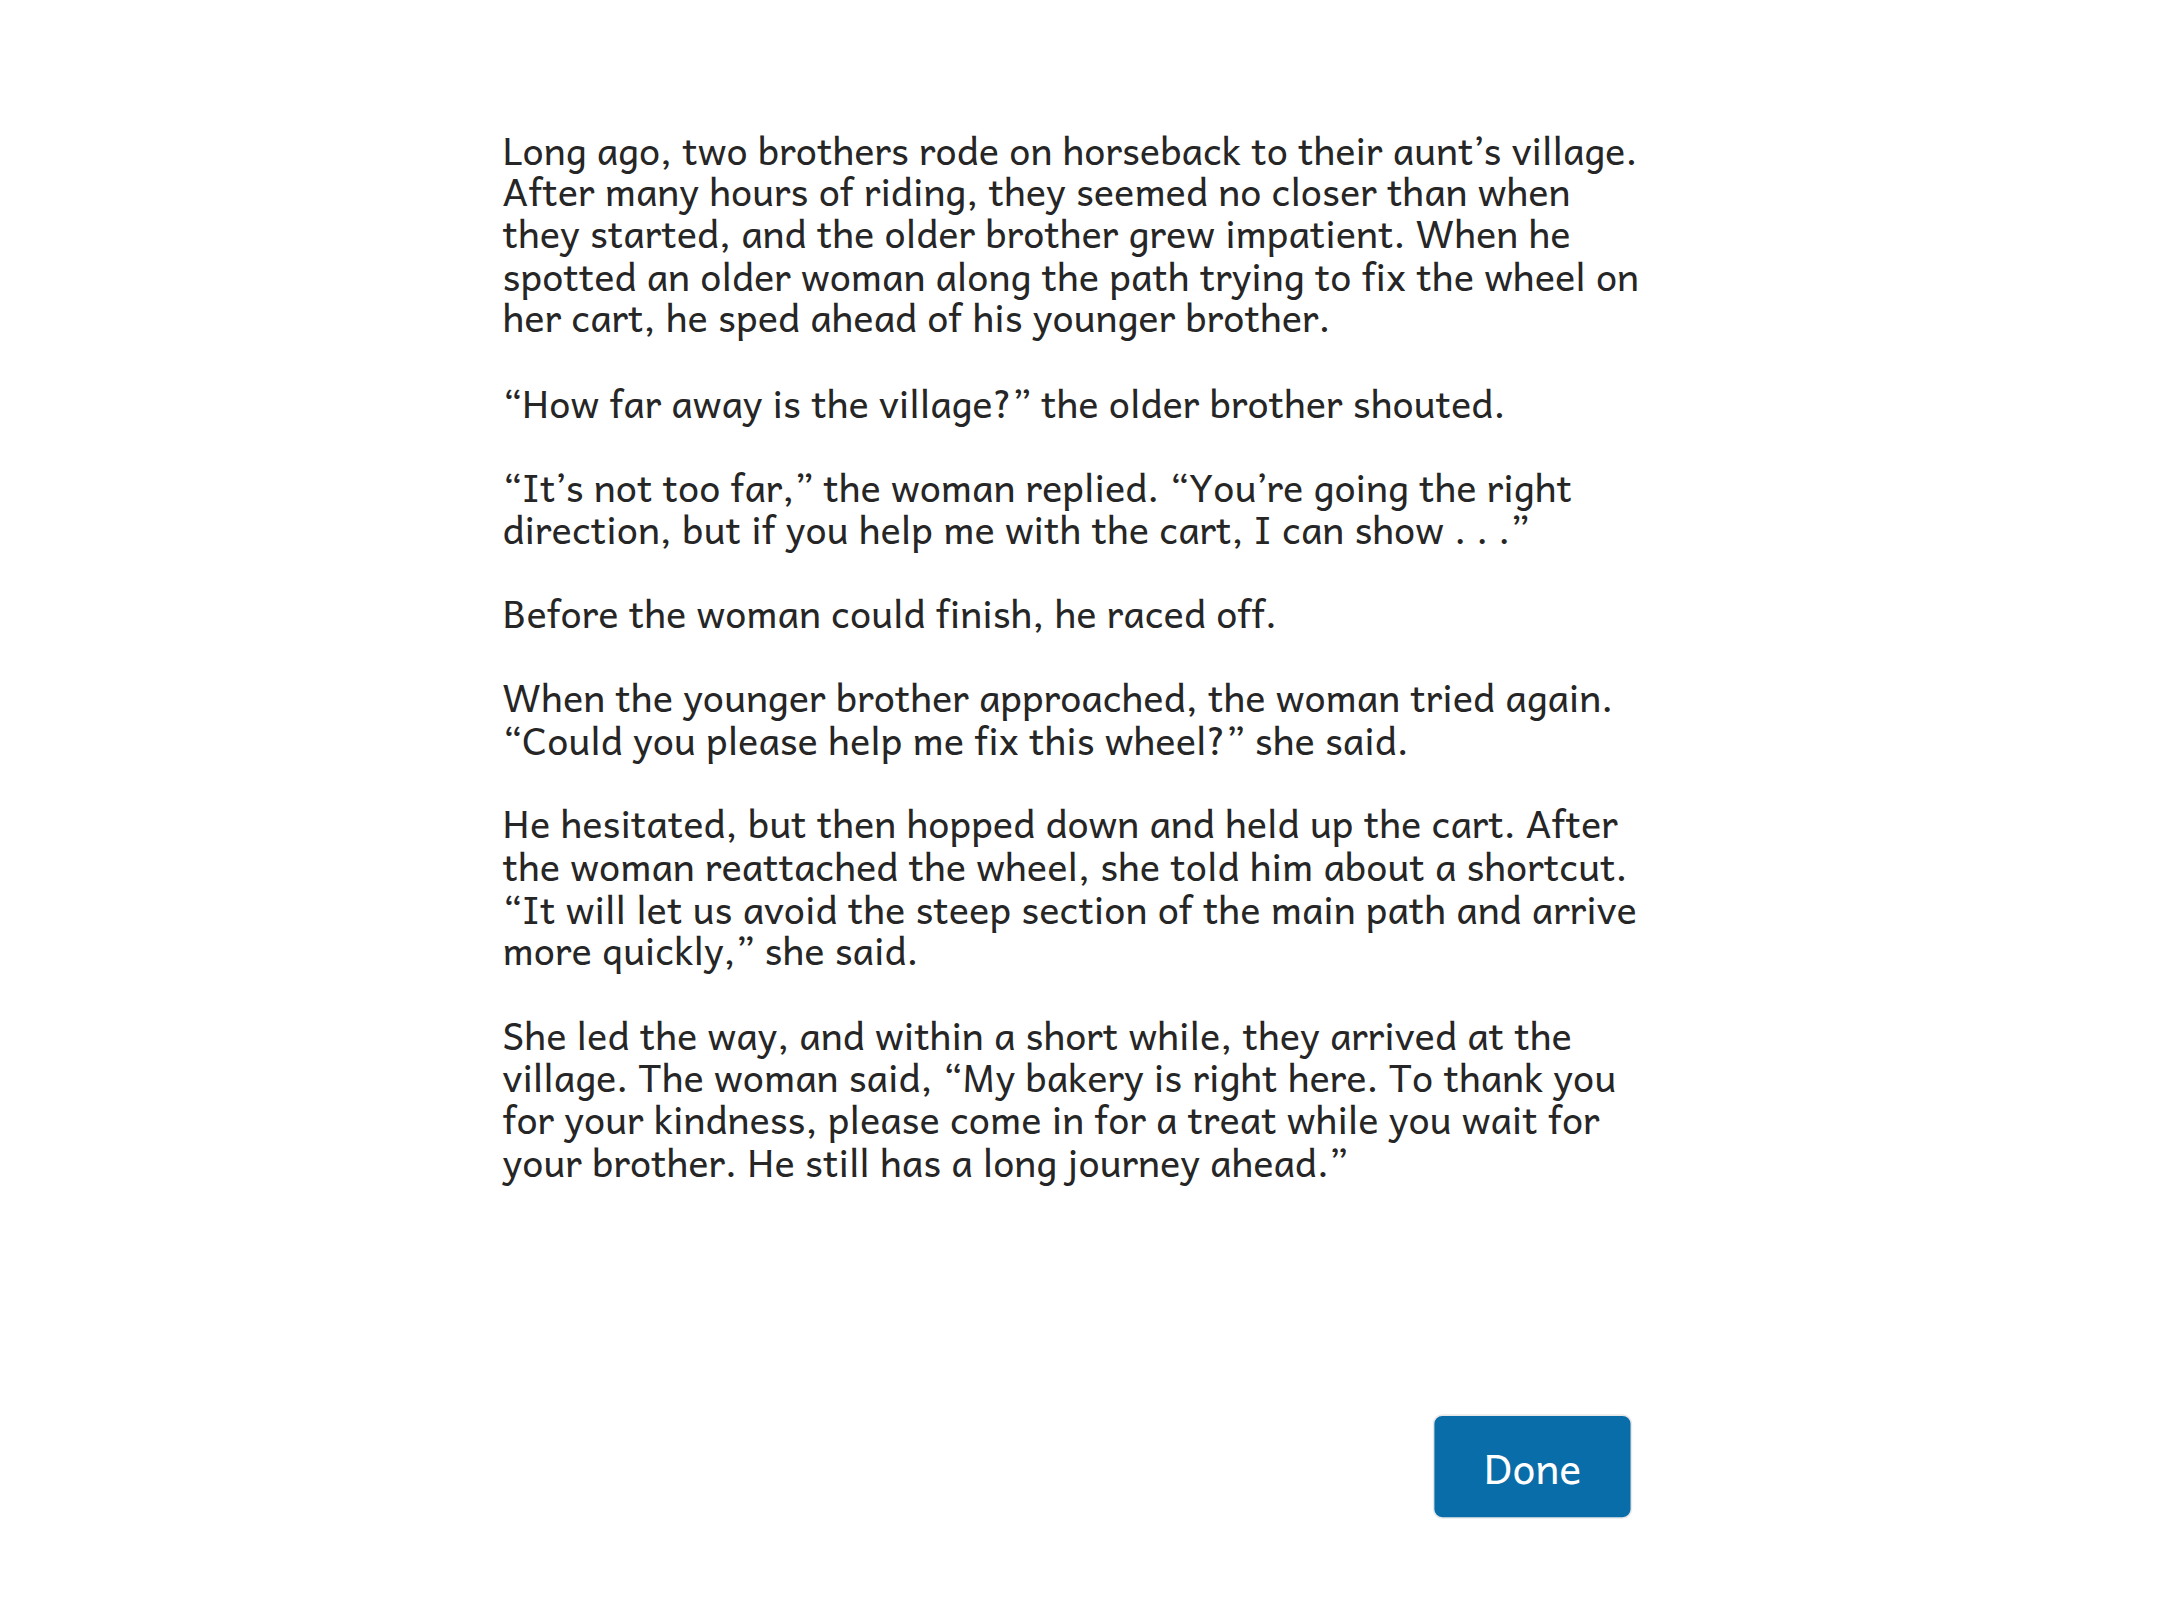 Long ago, two brothers rode on horseback to their aunt’s village.
After many hours of riding, they seemed no closer than when
they started, and the older brother grew impatient. When he
spotted an older woman along the path trying to fix the wheel on
her cart, he sped ahead of his younger brother.
“How far away is the village?” the older brother shouted.
“It’s not too far,” the woman replied. “You’re going the right
direction, but if you help me with the cart, I can show . . .”
Before the woman could finish, he raced off.
When the younger brother approached, the woman tried again.
“Could you please help me fix this wheel?” she said.
He hesitated, but then hopped down and held up the cart. After
the woman reattached the wheel, she told him about a shortcut.
“It will let us avoid the steep section of the main path and arrive
more quickly,” she said.
She led the way, and within a short while, they arrived at the
village. The woman said, “My bakery is right here. To thank you
for your kindness, please come in for a treat while you wait for
your brother. He still has a long journey ahead.”
Done